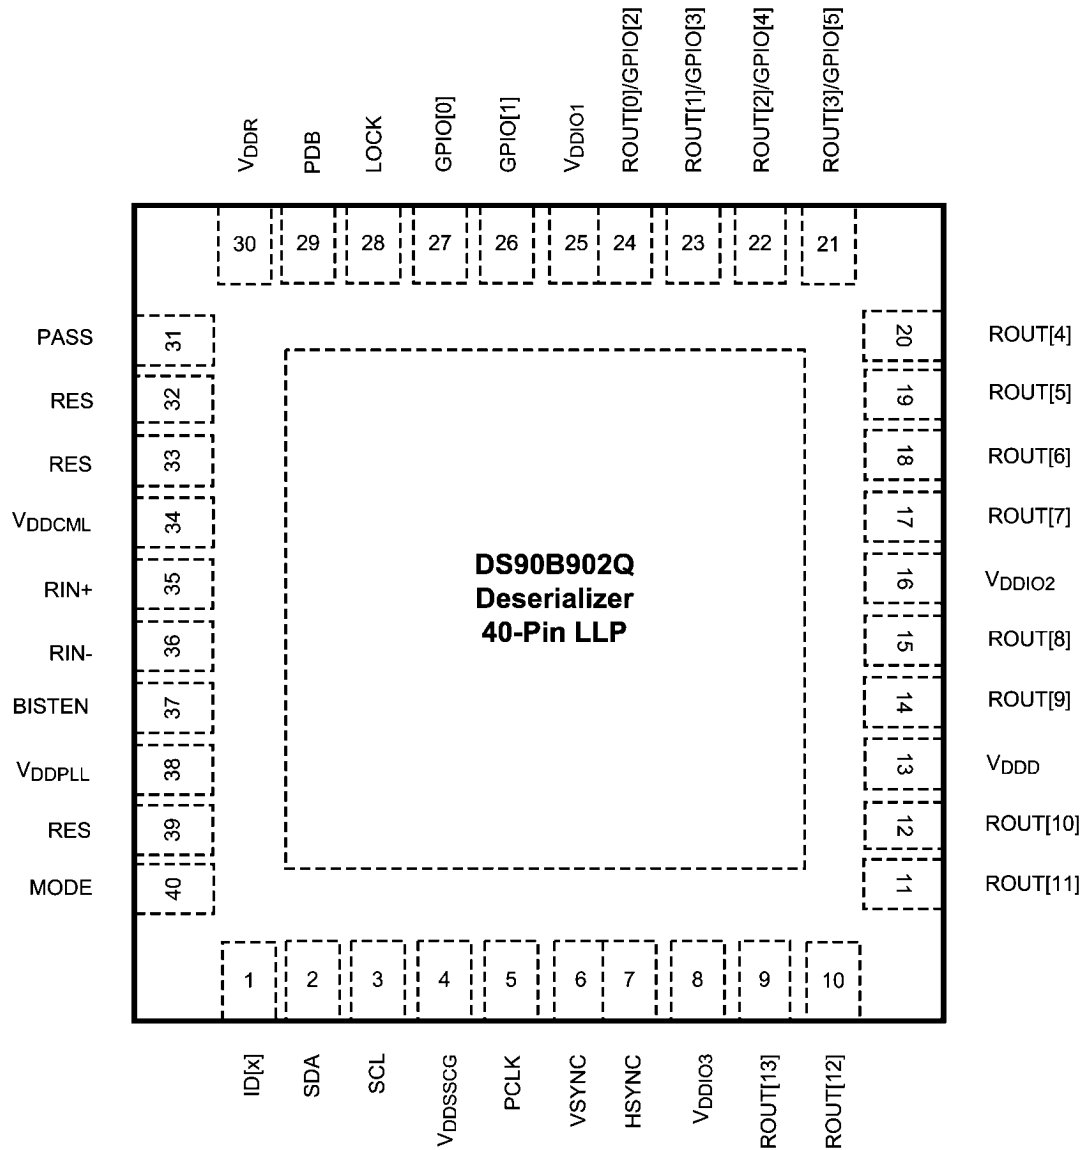 VDDR
PDB
LOCK
GPIO[0]
GPIO[1]
VDDIO1
ROUT[0]/GPIO[2]
ROUT[1]/GPIO[3]
ROUT[2]/GPIO[4]
ROUT[3]/GPIO[5]
30 29 28 27 26 25 24 23 22 21
PASS 31
RES 32
RES 33
VDDCML 34
RIN+ 35
RIN- 36
BISTEN 37
VDDPLL 38
RES 39
MODE 40
DS90B902Q
Deserializer
40-Pin LLP
20 ROUT[4]
19 ROUT[5]
18 ROUT[6]
17 ROUT[7]
16 VDDIO2
15 ROUT[8]
14 ROUT[9]
13 VDDD
12 ROUT[10]
11 ROUT[11]
1 2 3 4 5 6 7 8 9 10
ID[x]
SDA
SCL
VDDSSCG
PCLK
VSYNC
HSYNC
VDDIO3
ROUT[13]
ROUT[12]